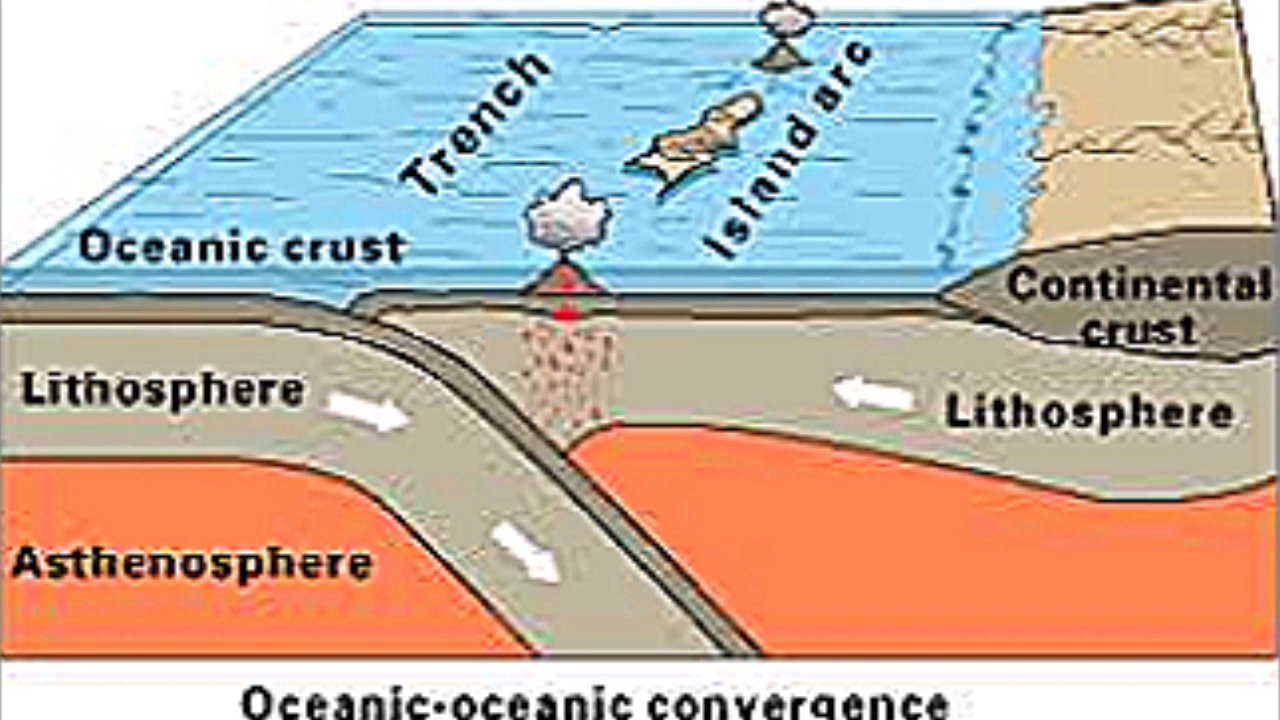 Trench
Island arc
Oceanic crust
Continental
crust
Lithosphere
Lithosphere
Asthenosphere
Oceanic-oceanic convergence